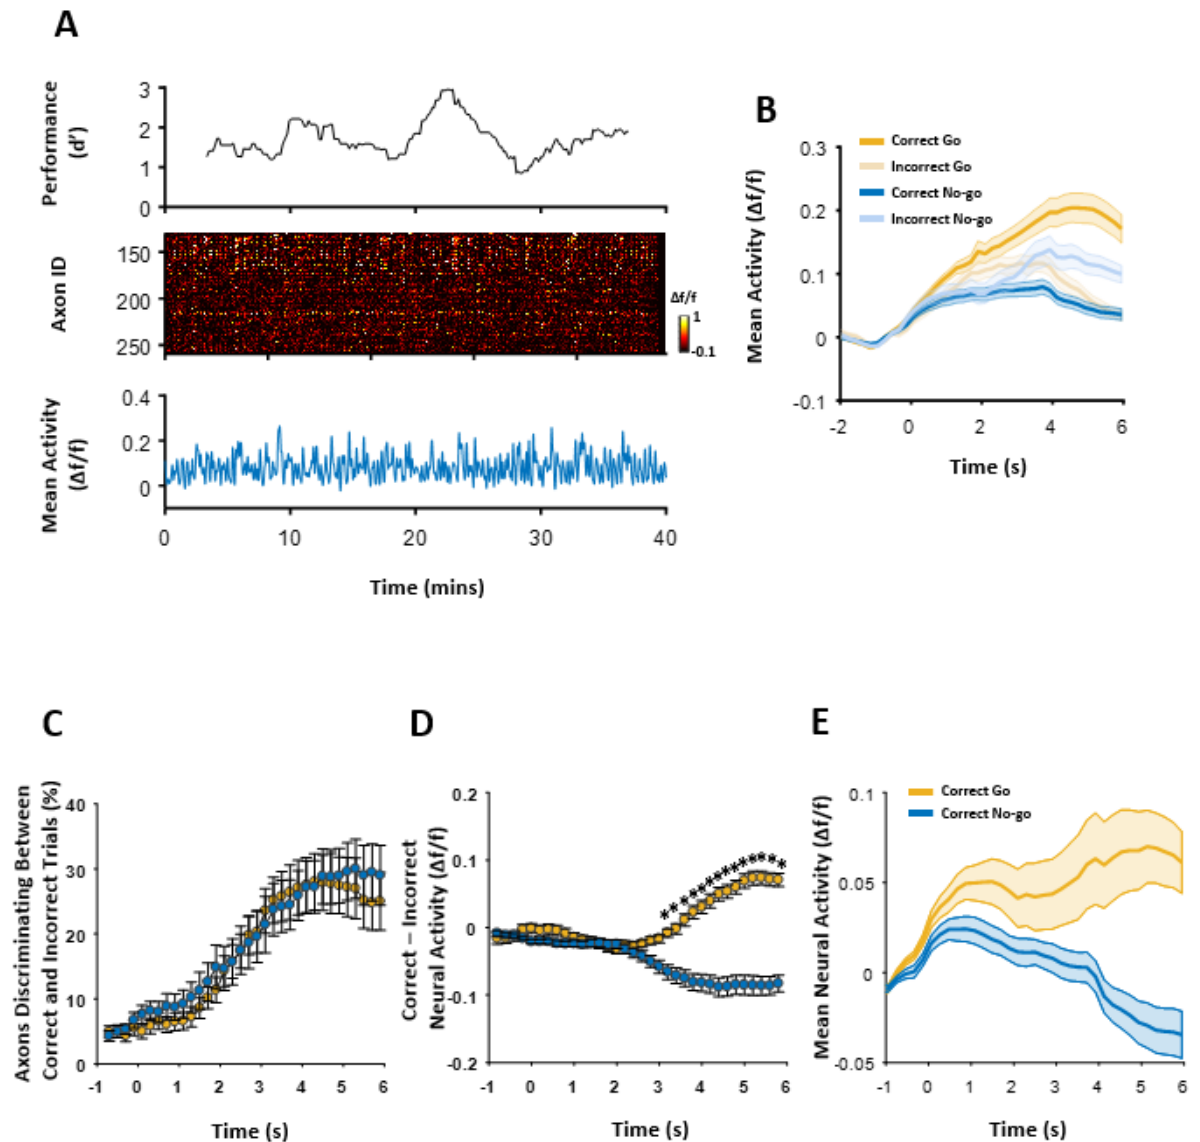 A
Performance
(d')
3
2
1
0
Axon ID
150
200
250
Δf/f
1
-0.1
Mean Activity
(Δf/f)
0.4
0.2
0
0
10
20
30
40
Time (mins)
B
Mean Activity (Δf/f)
0.3
0.2
0.1
0
-0.1
Correct Go
Incorrect Go
Correct No-go
Incorrect No-go
-2
0
2
4
6
Time (s)
C
Axons Discriminating Between
Correct and Incorrect Trials (%)
40
30
20
10
0
-1
0
1
2
3
4
5
6
Time (s)
D
Correct – Incorrect
Neural Activity (Δf/f)
0.2
0.1
0
-0.1
-0.2
***************
-1
0
1
2
3
4
5
6
Time (s)
E
Mean Neural Activity (Δf/f)
0.1
0.05
0
-0.05
Correct Go
Correct No-go
-1
0
1
2
3
4
5
6
Time (s)